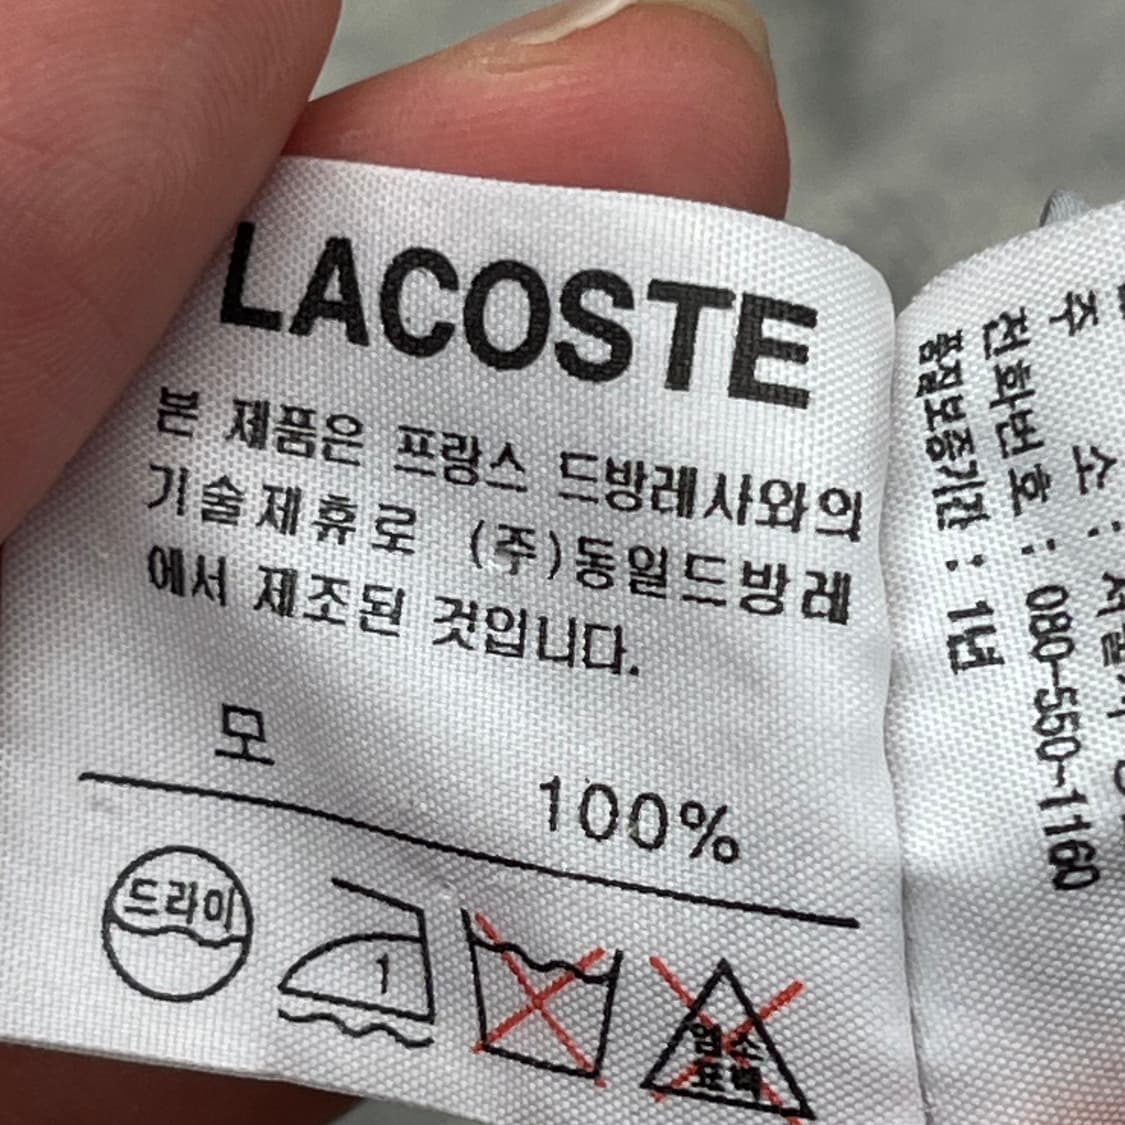 LACOSTE
본 제품은 프랑스 드방레사와의
기술제휴로 (주)동일드방레
에서 제조된 것입니다.
모
100%
드라이
1
염소
표백
주 소 :
전화번호 : 080-550-1160
품질보증기간 : 1년